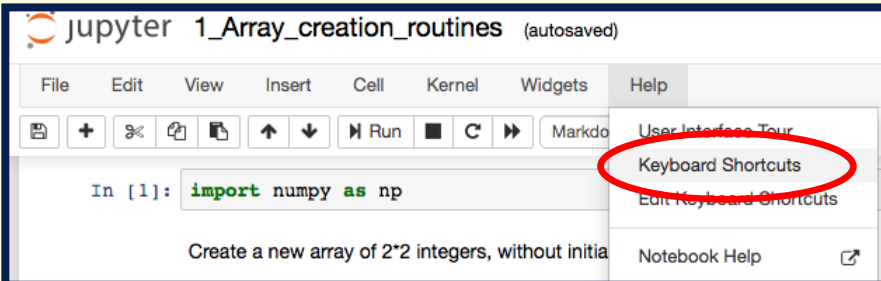 jupyter 1_Array_creation_routines (autosaved)
File Edit View Insert Cell Kernel Widgets Help
Run Markdo
User Interface Tour
Keyboard Shortcuts
Edit Keyboard Shortcuts
In [1]: import numpy as np
Create a new array of 2*2 integers, without initia
Notebook Help